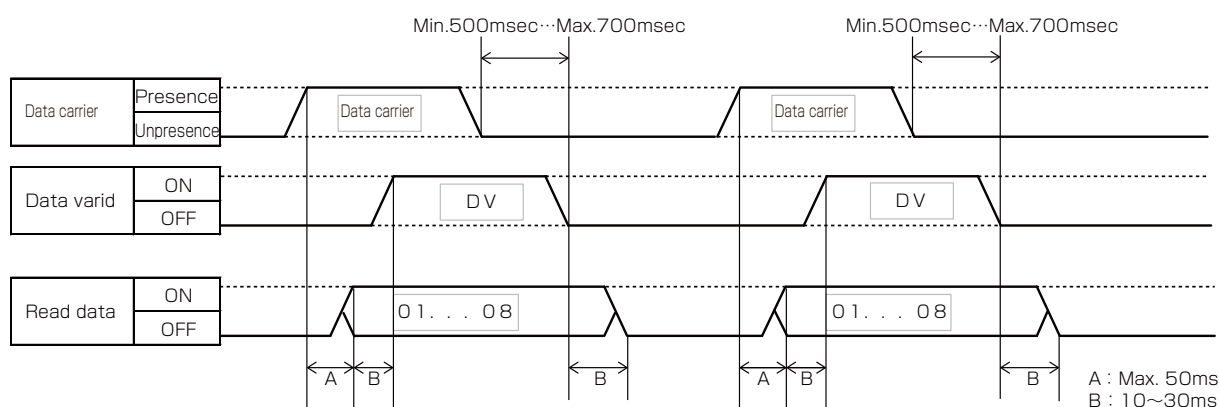 Min.500msec…Max.700msec Min.500msec…Max.700msec
Data carrier Presence Unpresence Data carrier Data carrier
Data varid ON OFF DV DV
Read data ON OFF 01...08 01...08
A B B A B B
A：Max. 50ms
B：10～30ms